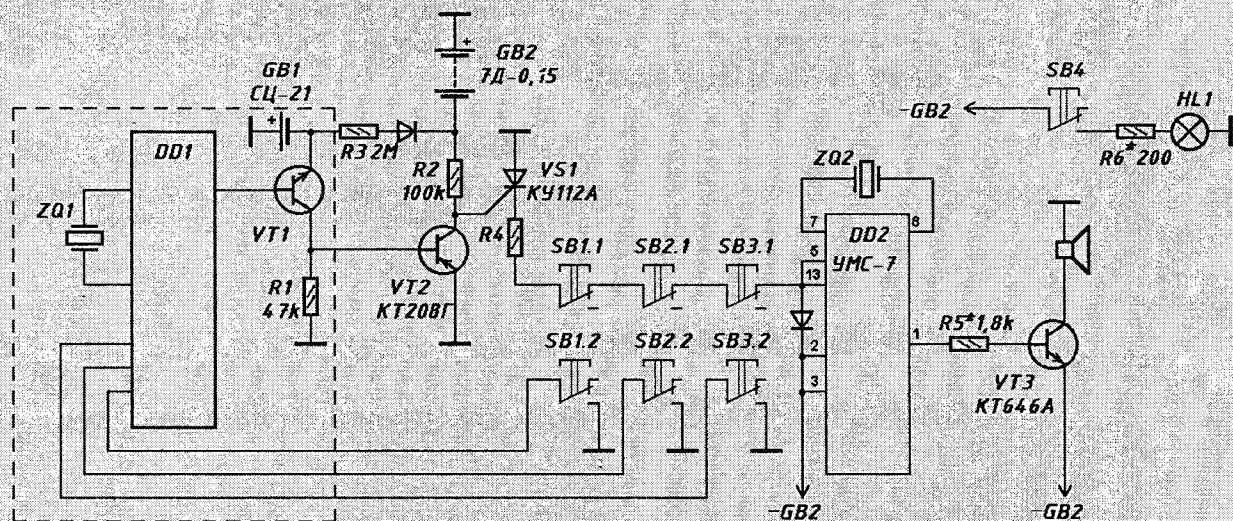 GB2
7Д-0,15
GB1
СЦ-21
+
+
DD1
R3 2М
ZQ1
VT1
R1
47k
R2
100k
VT2
КТ208Г
VS1
КУ112А
R4
SB1.1
SB2.1
SB3.1
SB1.2
SB2.2
SB3.2
ZQ2
7
8
5
13
2
3
1
DD2
УМС-7
R5* 1,8k
VT3
КТ646А
-GB2
-GB2
-GB2
SB4
HL1
R6* 200